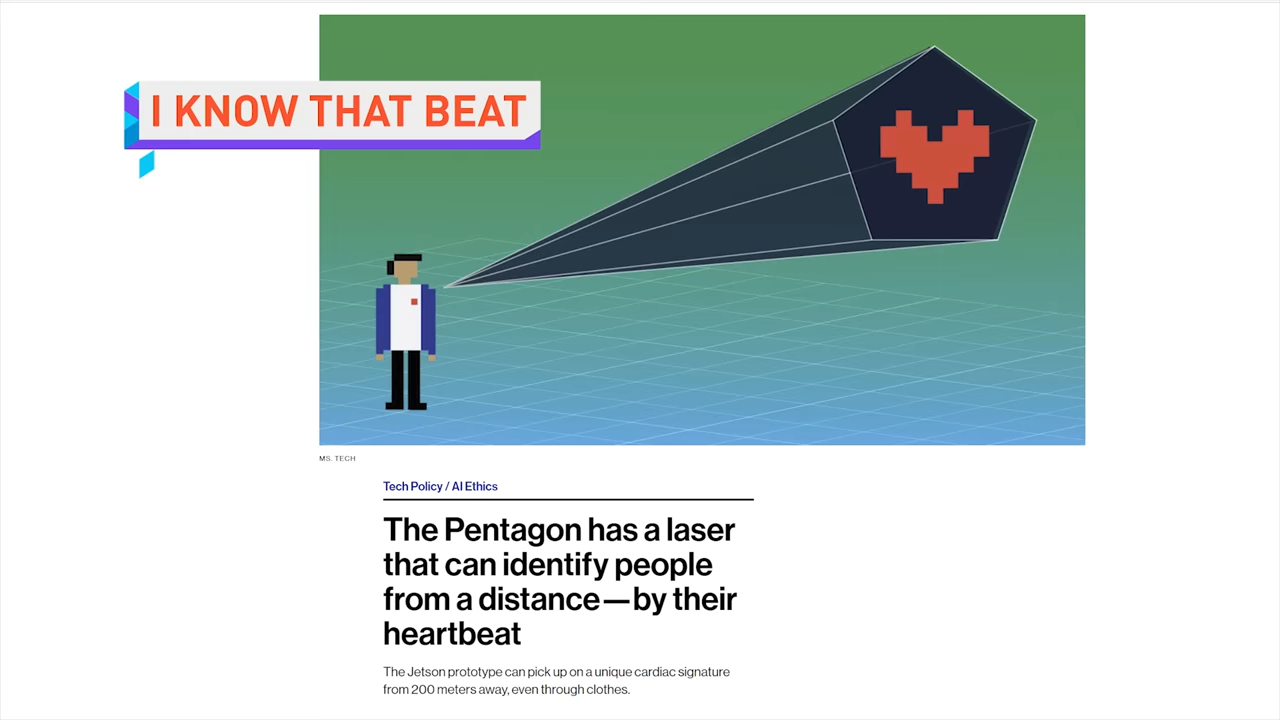 I KNOW THAT BEAT
MS. TECH
Tech Policy / AI Ethics
The Pentagon has a laser
that can identify people
from a distance—by their
heartbeat
The Jetson prototype can pick up on a unique cardiac signature
from 200 meters away, even through clothes.